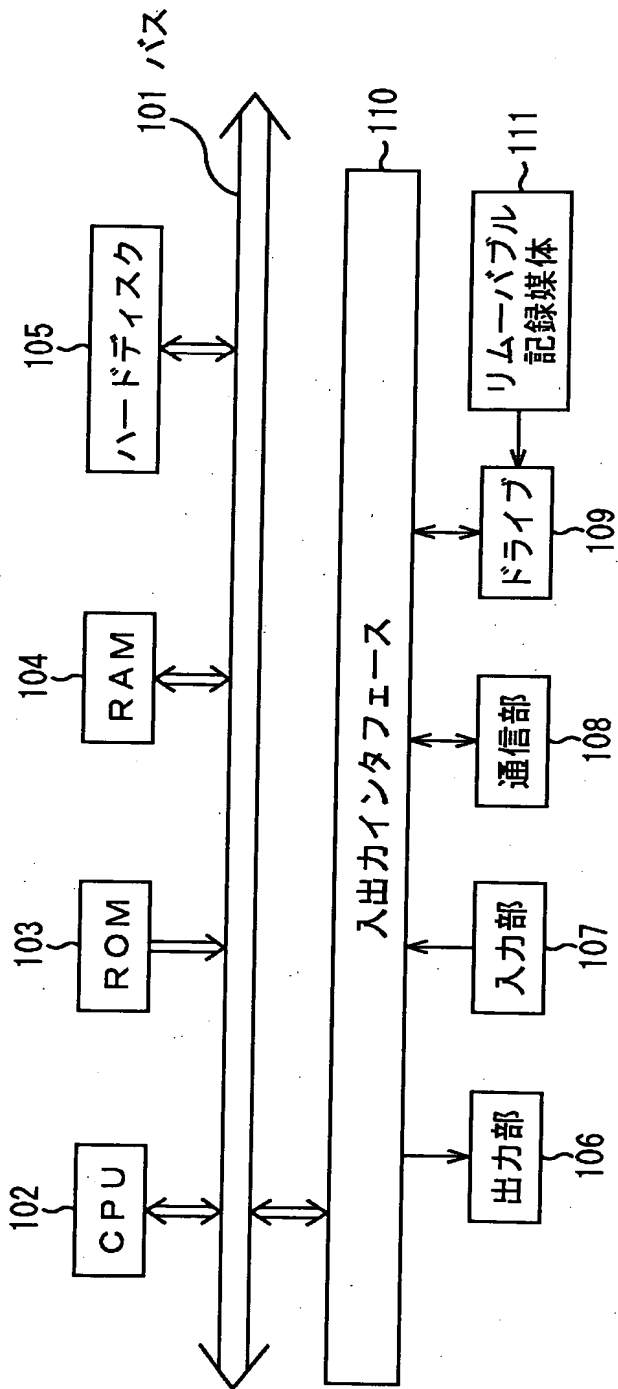 101 バス
102
CPU
103
ROM
104
RAM
105
ハードディスク
入出力インタフェース
110
出力部
106
入力部
107
通信部
108
ドライブ
109
リムーバブル
記録媒体
111